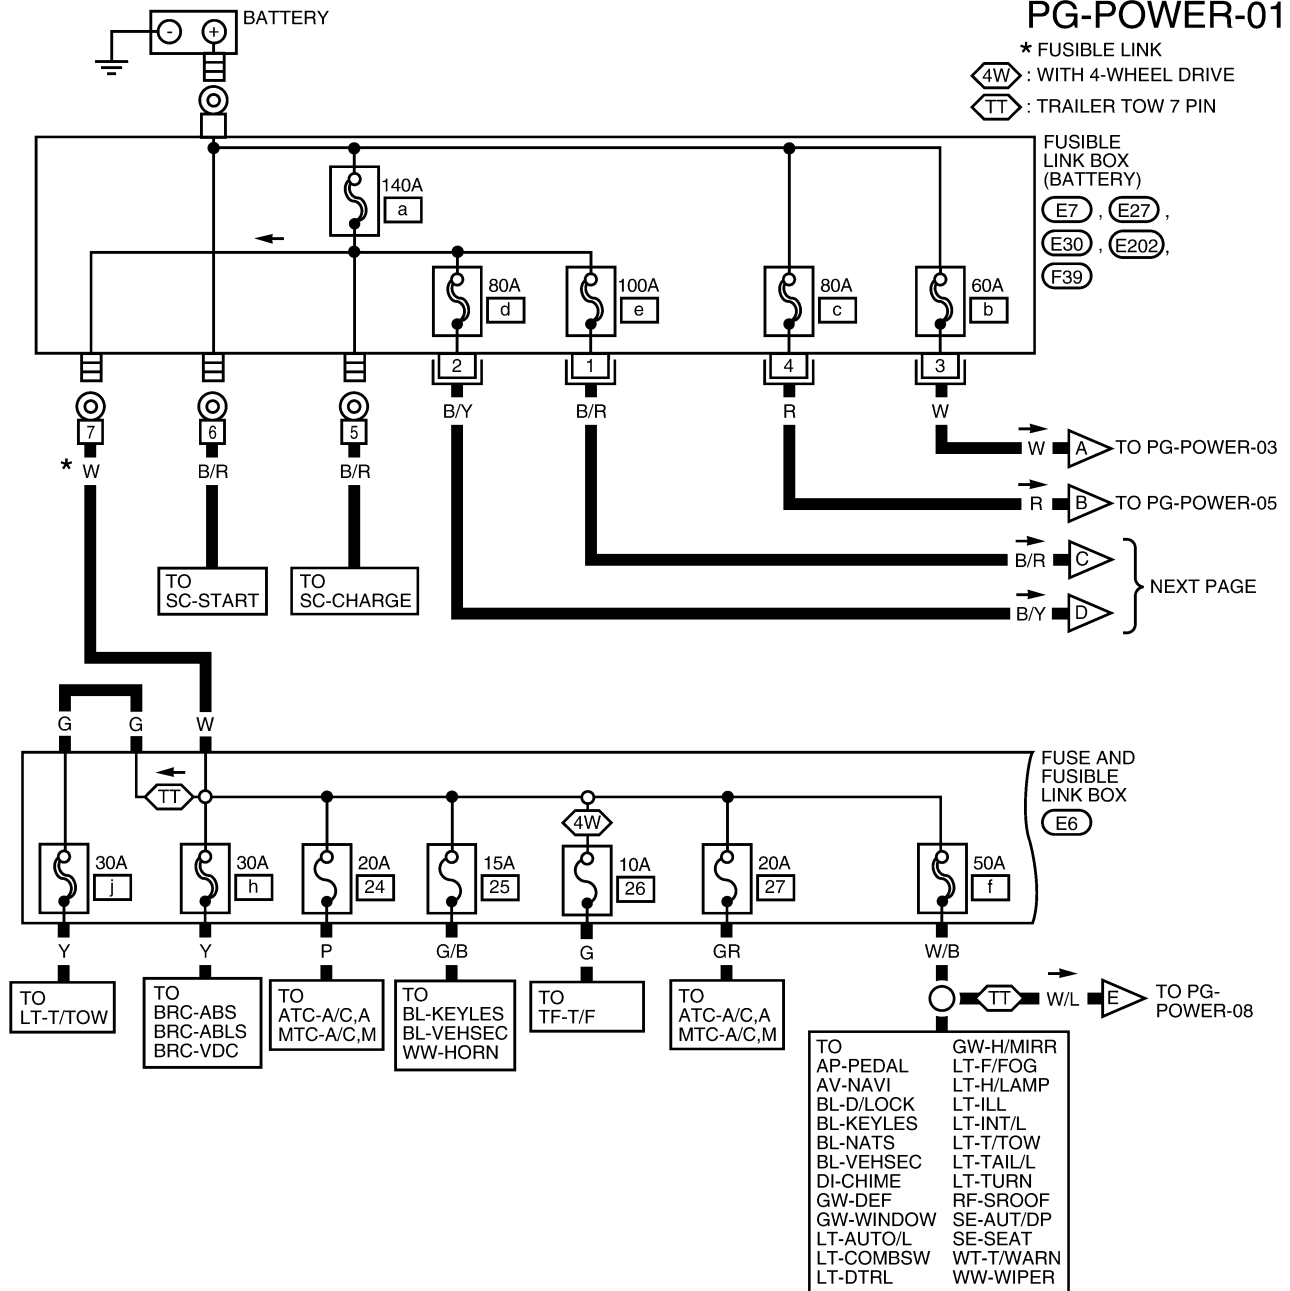 PG-POWER-01
BATTERY
- +
* FUSIBLE LINK
4W : WITH 4-WHEEL DRIVE
TT : TRAILER TOW 7 PIN
FUSIBLE
LINK BOX
(BATTERY)
E7 , E27 ,
E30 , E202 ,
F39
140A
a
80A
d
100A
e
80A
c
60A
b
2 1 4 3
7 6 5
B/Y B/R R W
* W B/R B/R
W A TO PG-POWER-03
R B TO PG-POWER-05
B/R C
NEXT PAGE
B/Y D
TO
SC-START
TO
SC-CHARGE
G G W
FUSE AND
FUSIBLE
LINK BOX
E6
TT
4W
30A
j
30A
h
20A
24
15A
25
10A
26
20A
27
50A
f
Y Y P G/B G GR W/B
TO
LT-T/TOW
TO
BRC-ABS
BRC-ABLS
BRC-VDC
TO
ATC-A/C,A
MTC-A/C,M
TO
BL-KEYLES
BL-VEHSEC
WW-HORN
TO
TF-T/F
TO
ATC-A/C,A
MTC-A/C,M
TT W/L E TO PG-
POWER-08
TO GW-H/MIRR
AP-PEDAL LT-F/FOG
AV-NAVI LT-H/LAMP
BL-D/LOCK LT-ILL
BL-KEYLES LT-INT/L
BL-NATS LT-T/TOW
BL-VEHSEC LT-TAIL/L
DI-CHIME LT-TURN
GW-DEF RF-SROOF
GW-WINDOW SE-AUT/DP
LT-AUTO/L SE-SEAT
LT-COMBSW WT-T/WARN
LT-DTRL WW-WIPER